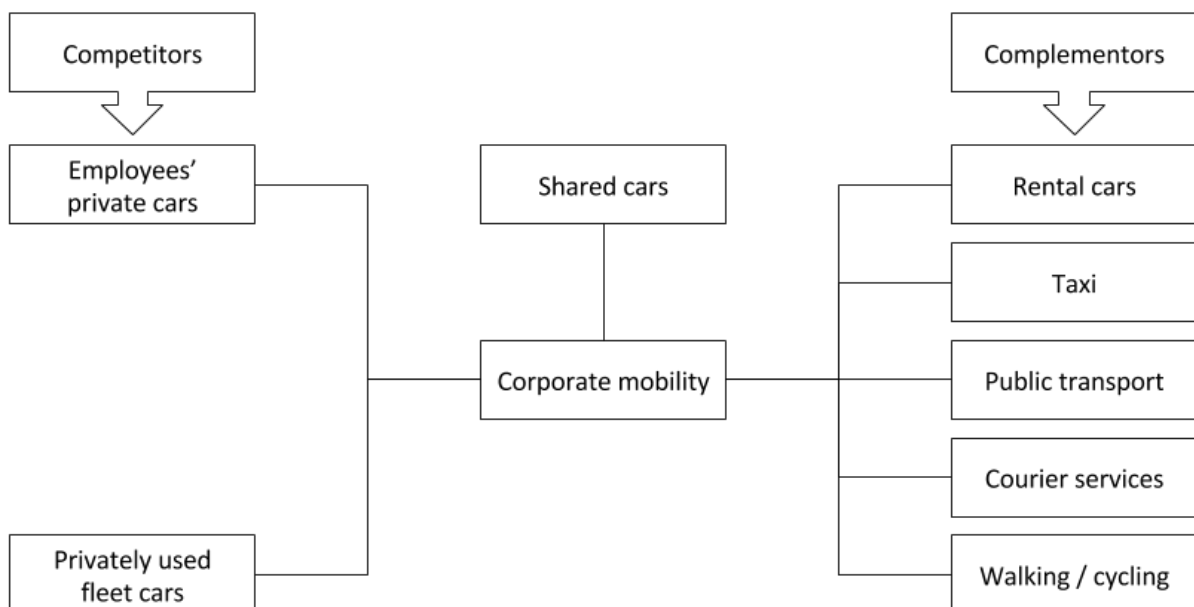 Competitors
Complementors
Employees’
private cars
Shared cars
Rental cars
Taxi
Corporate mobility
Public transport
Courier services
Privately used
fleet cars
Walking / cycling